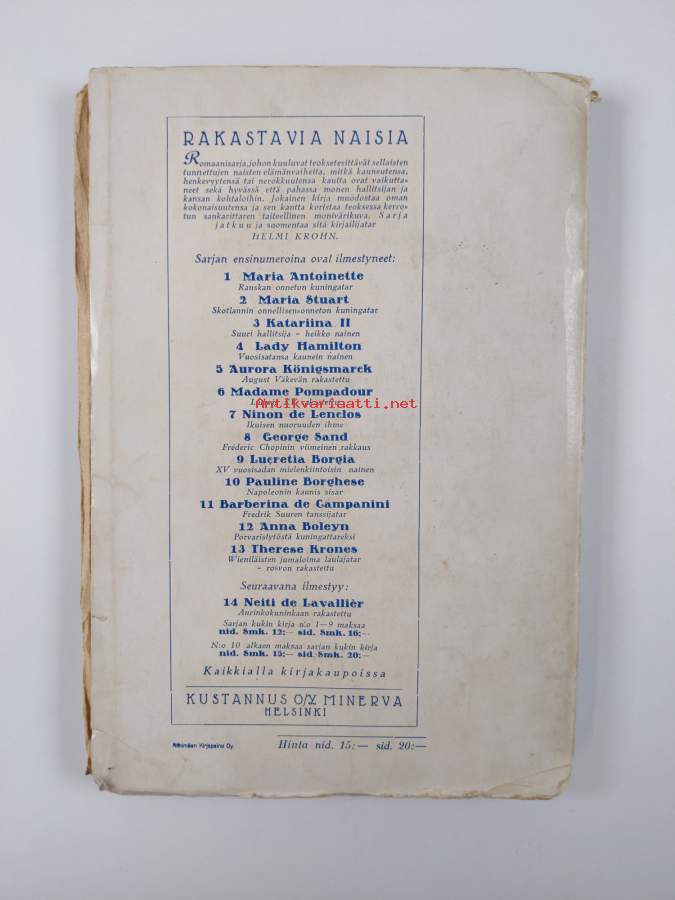 RAKASTAVIA NAISIA
Romaanisarja, johon kuuluvat teokset esittävät sellaisten
tunnettujen naisten elämänvaiheita, mitkä kauneutensa,
henkevyytensä tai nerokkuutensa kautta ovat vaikutta-
neet sekä hyvässä että pahassa monen hallitsijan ja
kansan kohtaloihin. Jokainen kirja muodostaa oman
kokonaisuutensa ja sen kantta koristaa teoksessa kerro-
tun sankarittaren taiteellinen monivärikuva. Sarja
jatkuu ja suomentaa sitä kirjailijatar
HELMI KROHN.
Sarjan ensinumeroina ovat ilmestyneet:
1 Maria Antoinette
Ranskan onneton kuningatar
2 Maria Stuart
Skotlannin onnellisen-onneton kuningatar
3 Katariina II
Suuri hallitsija – heikko nainen
4 Lady Hamilton
Vuosisatansa kaunein nainen
5 Aurora Königsmarck
August Väkevän rakastettu
6 Madame Pompadour
Antikvariaatti.net
7 Ninon de Lenclos
Ikuisen nuoruuden ihme
8 George Sand
Fréderic Chopinin viimeinen rakkaus
9 Lucretia Borgia
XV vuosisadan mielenkiintoisin nainen
10 Pauline Borghese
Napoleonin kaunis sisar
11 Barberina de Campanini
Fredrik Suuren tanssijatar
12 Anna Boleyn
Porvaristytöstä kuningattareksi
13 Therese Krones
Wieniläisten jumaloima laulajatar
– rosvon rakastettu
Seuraavana ilmestyy:
14 Neiti de Lavallièr
Aurinkokuninkaan rakastettu
Sarjan kukin kirja n:o 1—9 maksaa
nid. Smk. 12:— sid. Smk. 16:—
N:o 10 alkaen maksaa sarjan kukin kirja
nid. Smk. 15:— sid. Smk. 20:—
Kaikkialla kirjakaupoissa
KUSTANNUS O/Y MINERVA
HELSINKI
Kirjapaino Oy.
Hinta nid. 15:— sid. 20:—